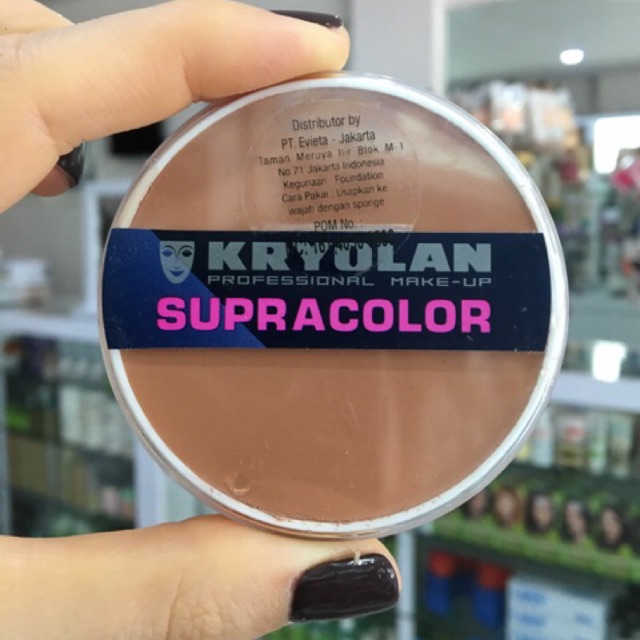 Distributor by
PT. Evieta - Jakarta
Taman Meruya Ilir Blok M-1
No.71 Jakarta Indonesia
Kegunaan : Foundation
Cara Pakai : Usapkan ke
wajah dengan sponge
POM No. :
KRYOLAN
PROFESSIONAL MAKE-UP
SUPRACOLOR